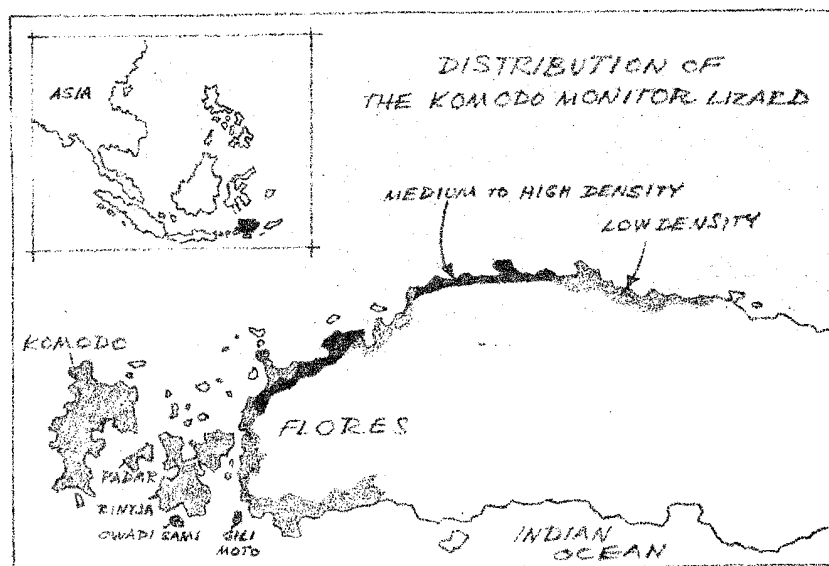 ASIA
DISTRIBUTION OF
THE KOMODO MONITOR LIZARD
MEDIUM TO HIGH DENSITY
LOW DENSITY
KOMODO
FLORES
PADAR
RINTJA
OWADI SAMI
GILI
MOTO
INDIAN
OCEAN